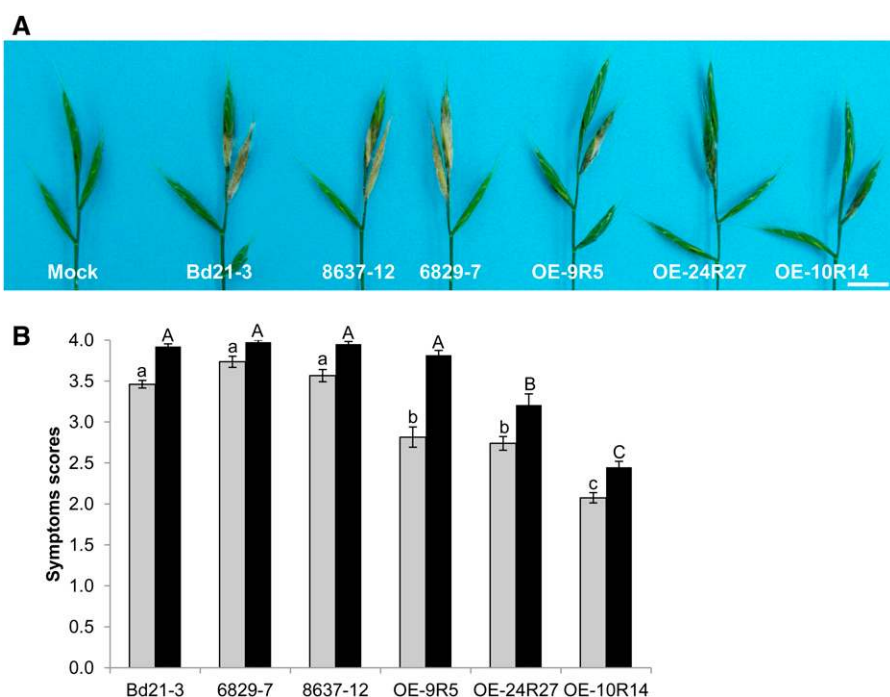 A
Mock Bd21-3 8637-12 6829-7 OE-9R5 OE-24R27 OE-10R14
B
Symptoms scores
4.0
3.5
3.0
2.5
2.0
1.5
1.0
0.5
0.0
a A a A a A b A b B c C
Bd21-3 6829-7 8637-12 OE-9R5 OE-24R27 OE-10R14